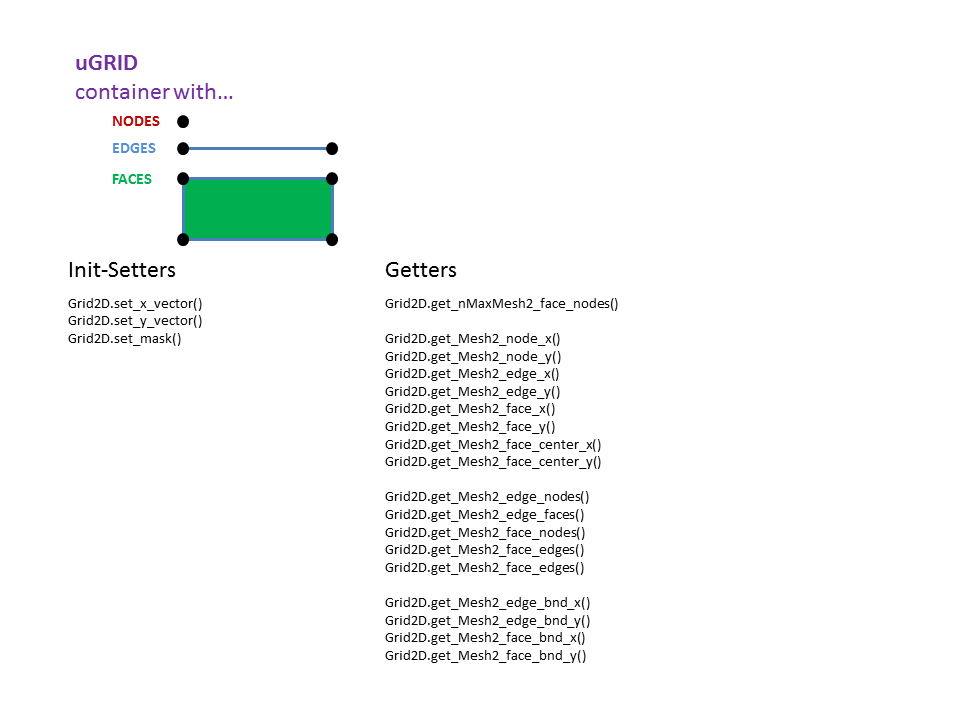 uGRID
container with...
NODES
EDGES
FACES
Init-Setters
Grid2D.set_x_vector()
Grid2D.set_y_vector()
Grid2D.set_mask()
Getters
Grid2D.get_nMaxMesh2_face_nodes()
Grid2D.get_Mesh2_node_x()
Grid2D.get_Mesh2_node_y()
Grid2D.get_Mesh2_edge_x()
Grid2D.get_Mesh2_edge_y()
Grid2D.get_Mesh2_face_x()
Grid2D.get_Mesh2_face_y()
Grid2D.get_Mesh2_face_center_x()
Grid2D.get_Mesh2_face_center_y()
Grid2D.get_Mesh2_edge_nodes()
Grid2D.get_Mesh2_edge_faces()
Grid2D.get_Mesh2_face_nodes()
Grid2D.get_Mesh2_face_edges()
Grid2D.get_Mesh2_face_edges()
Grid2D.get_Mesh2_edge_bnd_x()
Grid2D.get_Mesh2_edge_bnd_y()
Grid2D.get_Mesh2_face_bnd_x()
Grid2D.get_Mesh2_face_bnd_y()